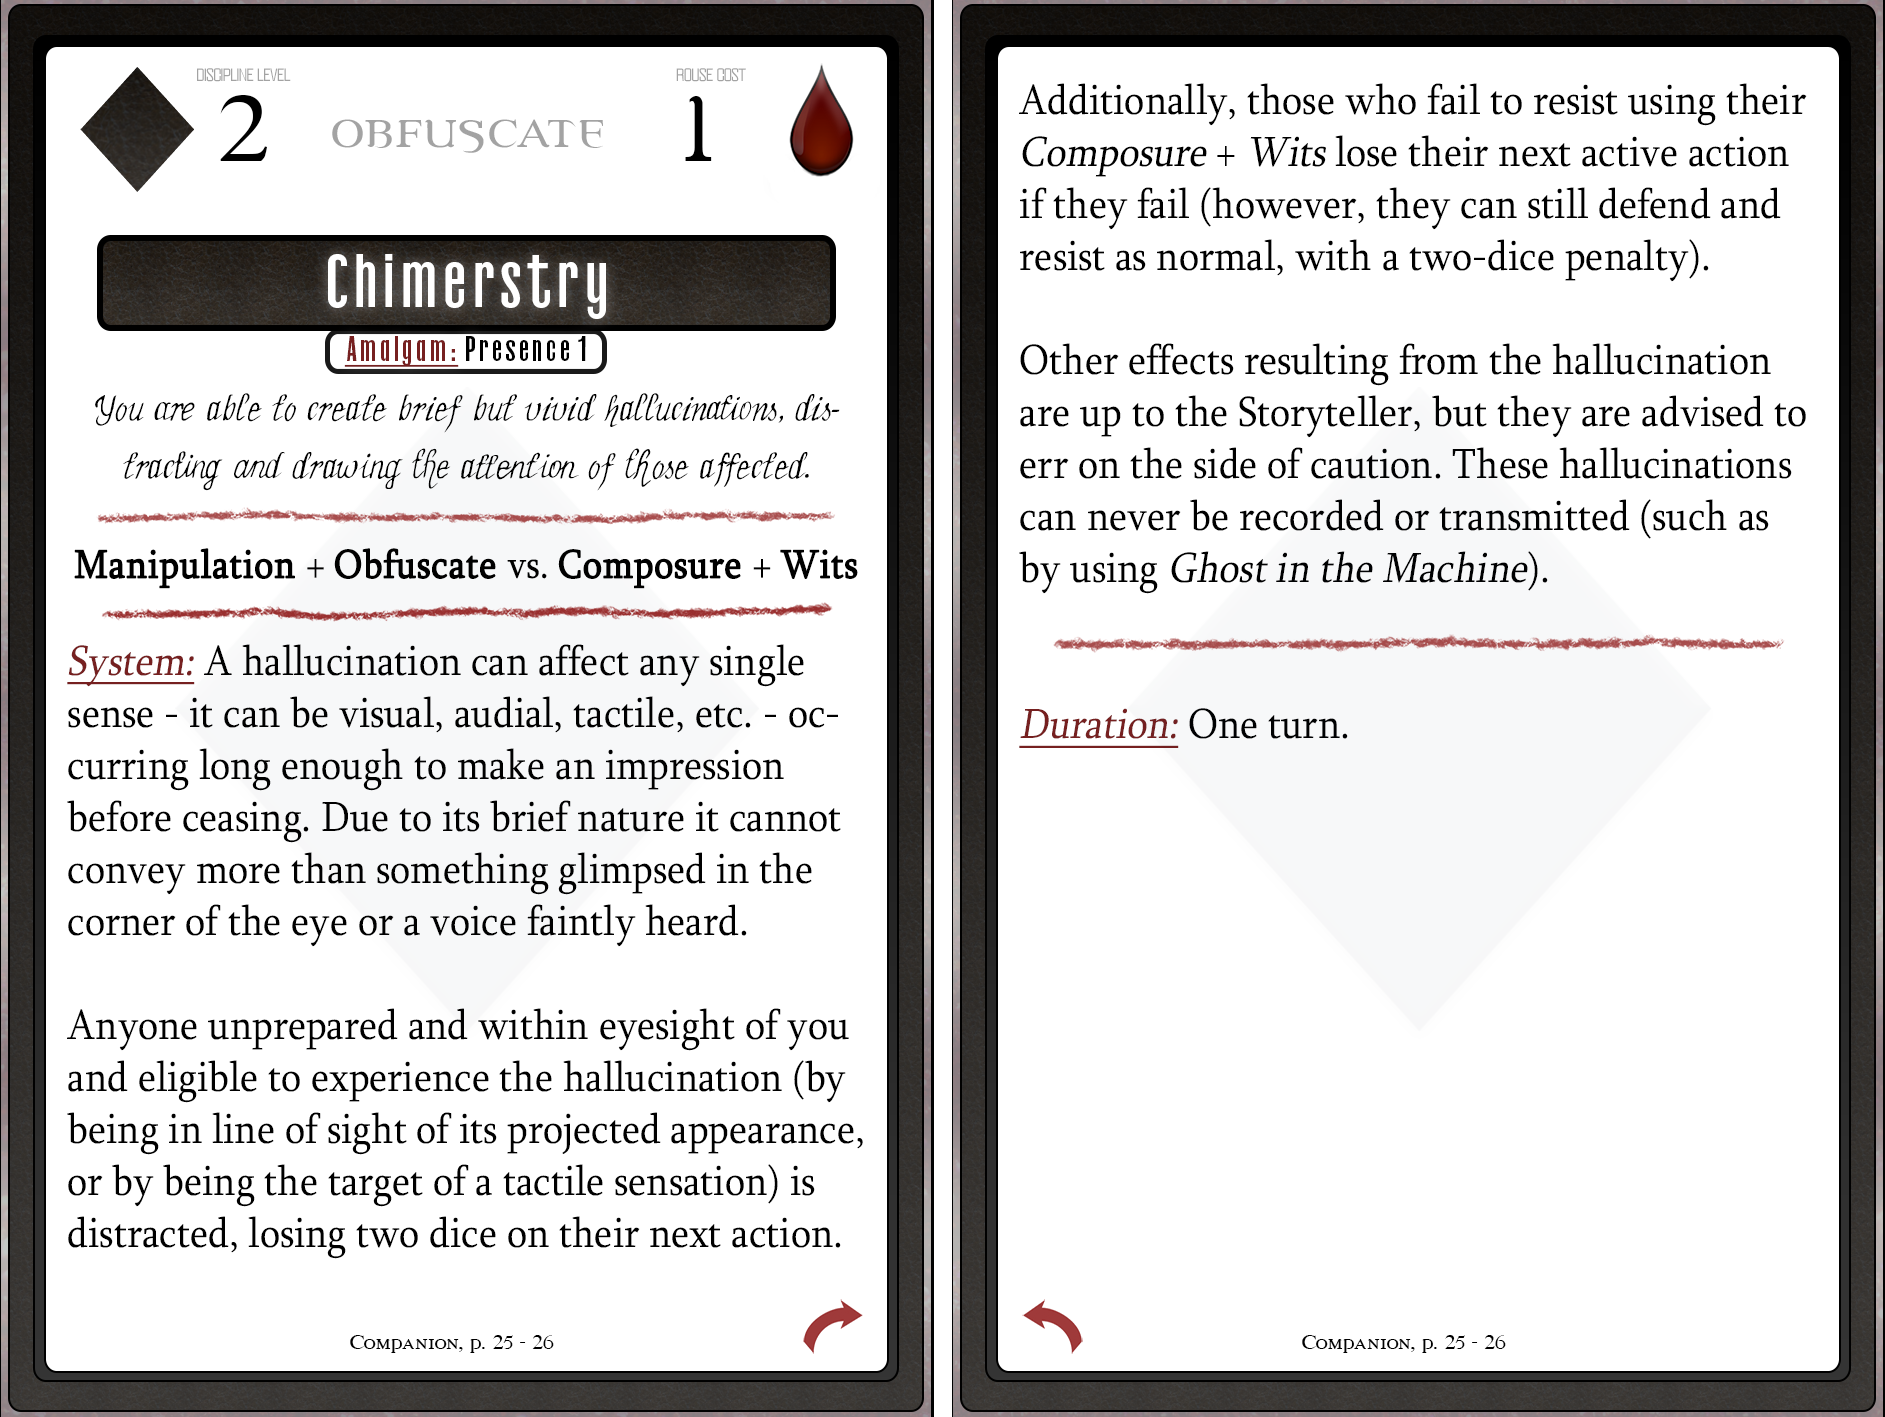 DISCIPLINE LEVEL
2
OBFUSCATE
ROUSE COST
1
Chimerstry
Amalgam: Presence 1
You are able to create brief but vivid hallucinations, dis-
tracting and drawing the attention of those affected.
Manipulation + Obfuscate vs. Composure + Wits
System: A hallucination can affect any single
sense - it can be visual, audial, tactile, etc. - oc-
curring long enough to make an impression
before ceasing. Due to its brief nature it cannot
convey more than something glimpsed in the
corner of the eye or a voice faintly heard.
Anyone unprepared and within eyesight of you
and eligible to experience the hallucination (by
being in line of sight of its projected appearance,
or by being the target of a tactile sensation) is
distracted, losing two dice on their next action.
Companion, p. 25 - 26
Additionally, those who fail to resist using their
Composure + Wits lose their next active action
if they fail (however, they can still defend and
resist as normal, with a two-dice penalty).
Other effects resulting from the hallucination
are up to the Storyteller, but they are advised to
err on the side of caution. These hallucinations
can never be recorded or transmitted (such as
by using Ghost in the Machine).
Duration: One turn.
Companion, p. 25 - 26